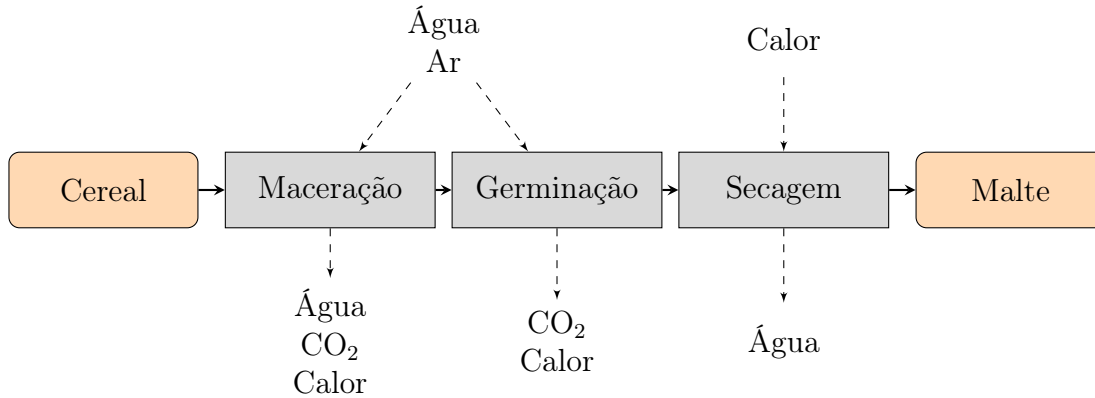 Água
Ar
Calor
Cereal
Maceração
Germinação
Secagem
Malte
Água
CO₂
Calor
CO₂
Calor
Água